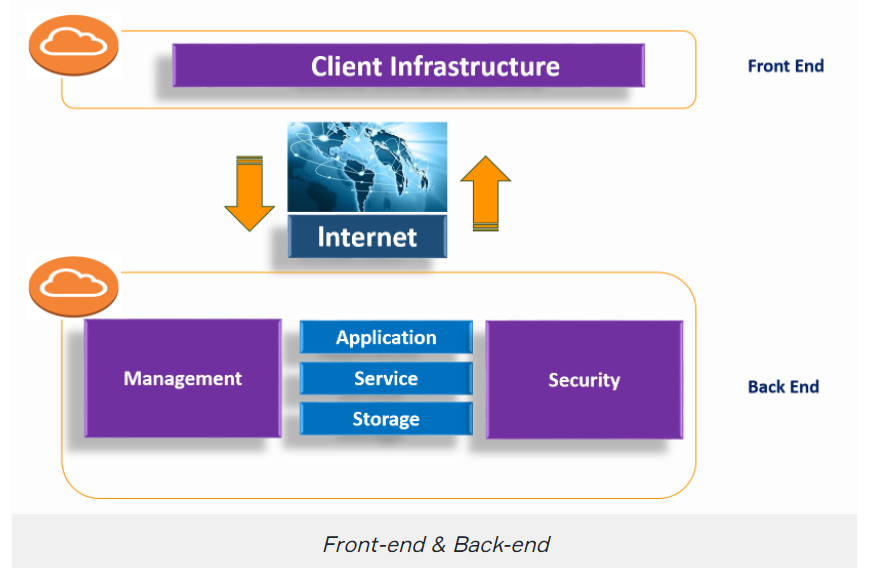 Client Infrastructure
Front End
Internet
Management
Application
Service
Storage
Security
Back End
Front-end & Back-end